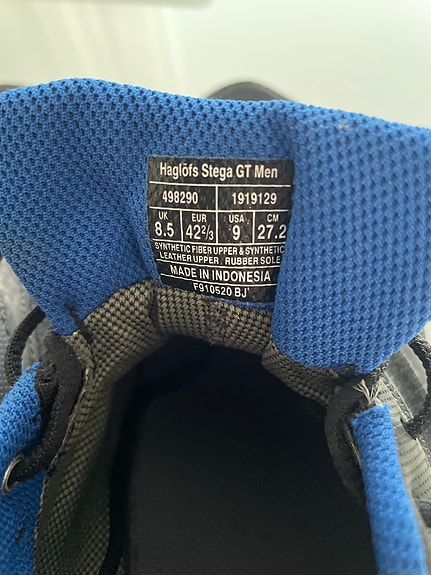 Haglöfs Stega GT Men
498290 1919129
UK EUR USA CM
8.5 42²/₃ 9 27.2
SYNTHETIC FIBER UPPER & SYNTHETIC
LEATHER UPPER / RUBBER SOLE
MADE IN INDONESIA
F910520 BJ